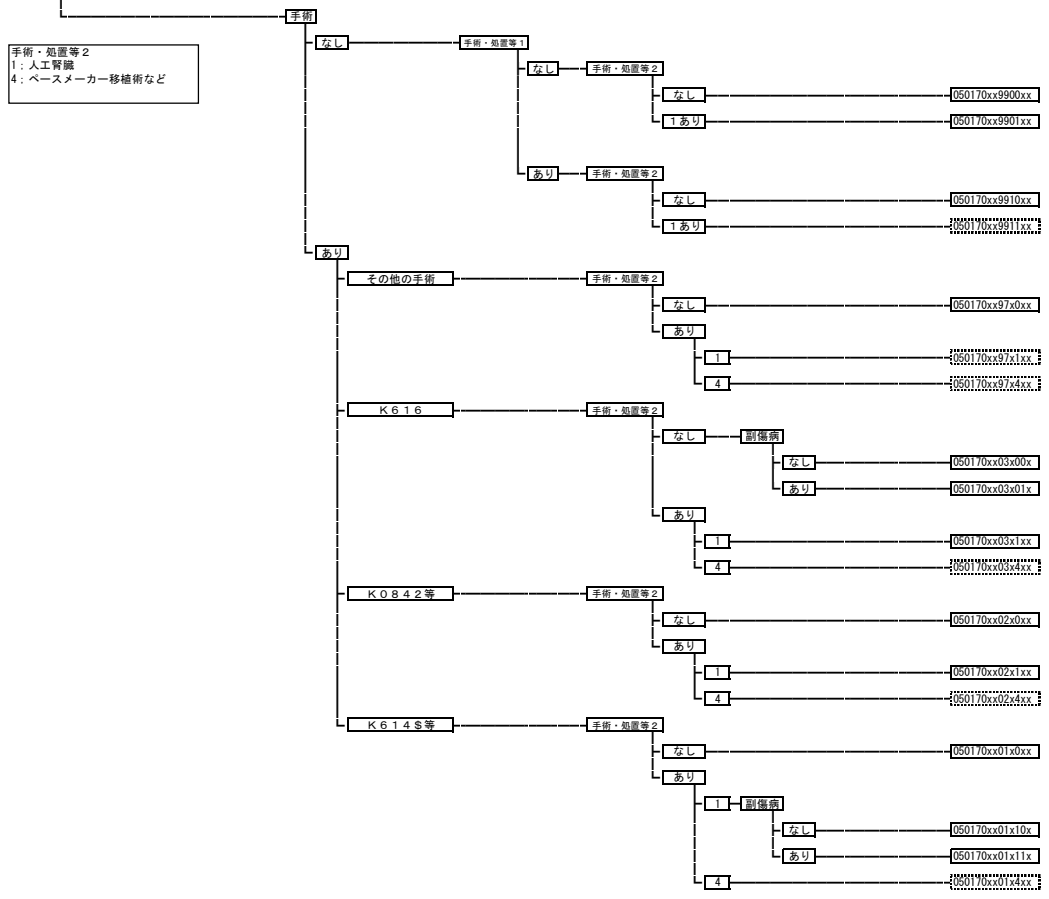 手術
なし
手術・処置等1
手術・処置等2
1：人工腎臓
4：ペースメーカー移植術など
なし
手術・処置等2
なし
050170xx9900xx
1あり
050170xx9901xx
あり
手術・処置等2
なし
050170xx9910xx
1あり
050170xx9911xx
あり
その他の手術
手術・処置等2
なし
050170xx97x0xx
あり
1
050170xx97x1xx
4
050170xx97x4xx
K616
手術・処置等2
なし
副傷病
なし
050170xx03x00x
あり
050170xx03x01x
あり
1
050170xx03x1xx
4
050170xx03x4xx
K0842等
手術・処置等2
なし
050170xx02x0xx
あり
1
050170xx02x1xx
4
050170xx02x4xx
K614$等
手術・処置等2
なし
050170xx01x0xx
あり
1
副傷病
なし
050170xx01x10x
あり
050170xx01x11x
4
050170xx01x4xx